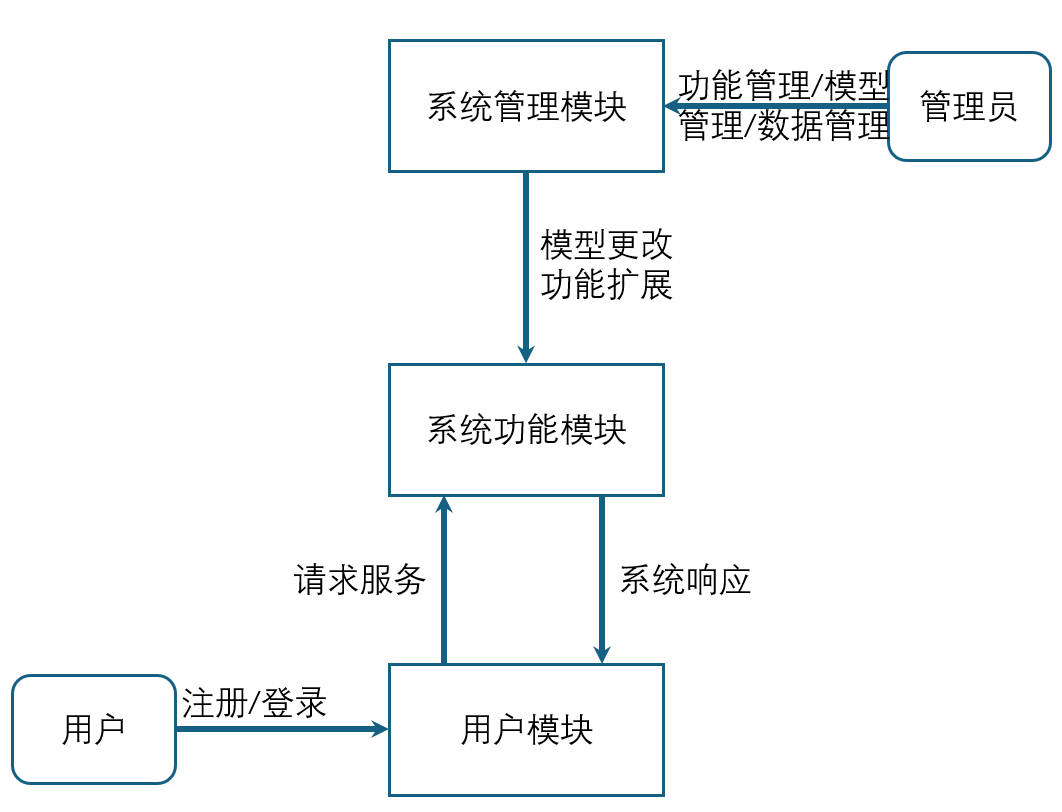 系统管理模块
功能管理/模型
管理/数据管理
管理员
模型更改
功能扩展
系统功能模块
请求服务
系统响应
用户
注册/登录
用户模块